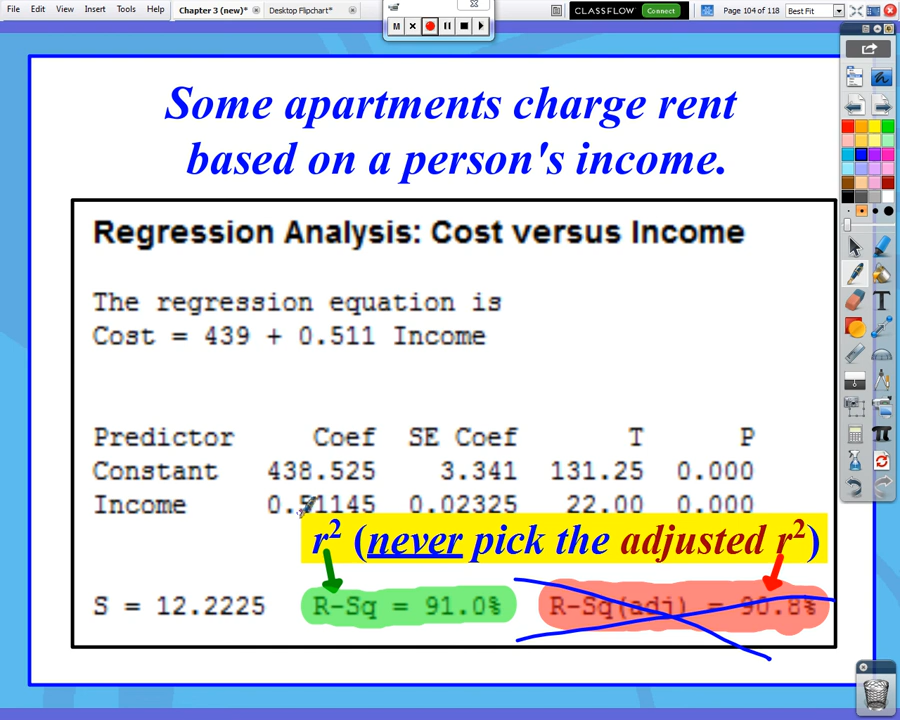 File Edit View Insert Tools Help Chapter 3 (new)* Desktop Flipchart* CLASSFLOW Connect Page 104 of 118 Best Fit
M
Some apartments charge rent
based on a person's income.
Regression Analysis: Cost versus Income
The regression equation is
Cost = 439 + 0.511 Income
Predictor Coef SE Coef T P
Constant 438.525 3.341 131.25 0.000
Income 0.51145 0.02325 22.00 0.000
r² (never pick the adjusted r²)
S = 12.2225 R-Sq = 91.0% R-Sq(adj) = 90.8%